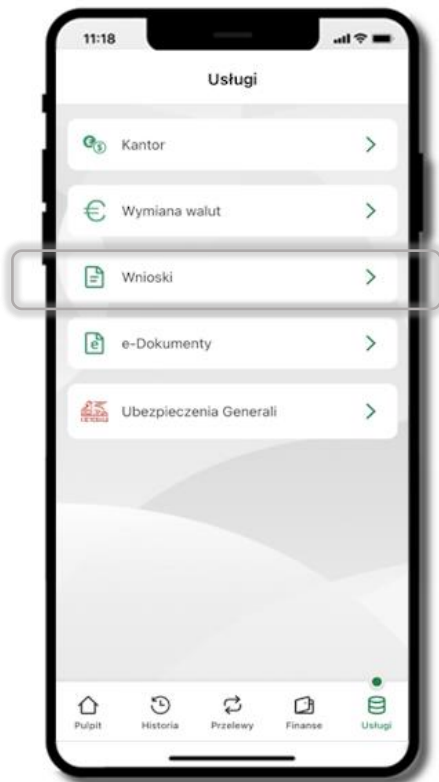 11:18
Usługi
Kantor
Wymiana walut
Wnioski
e-Dokumenty
Ubezpieczenia Generali
Pulpit Historia Przelewy Finanse Usługi